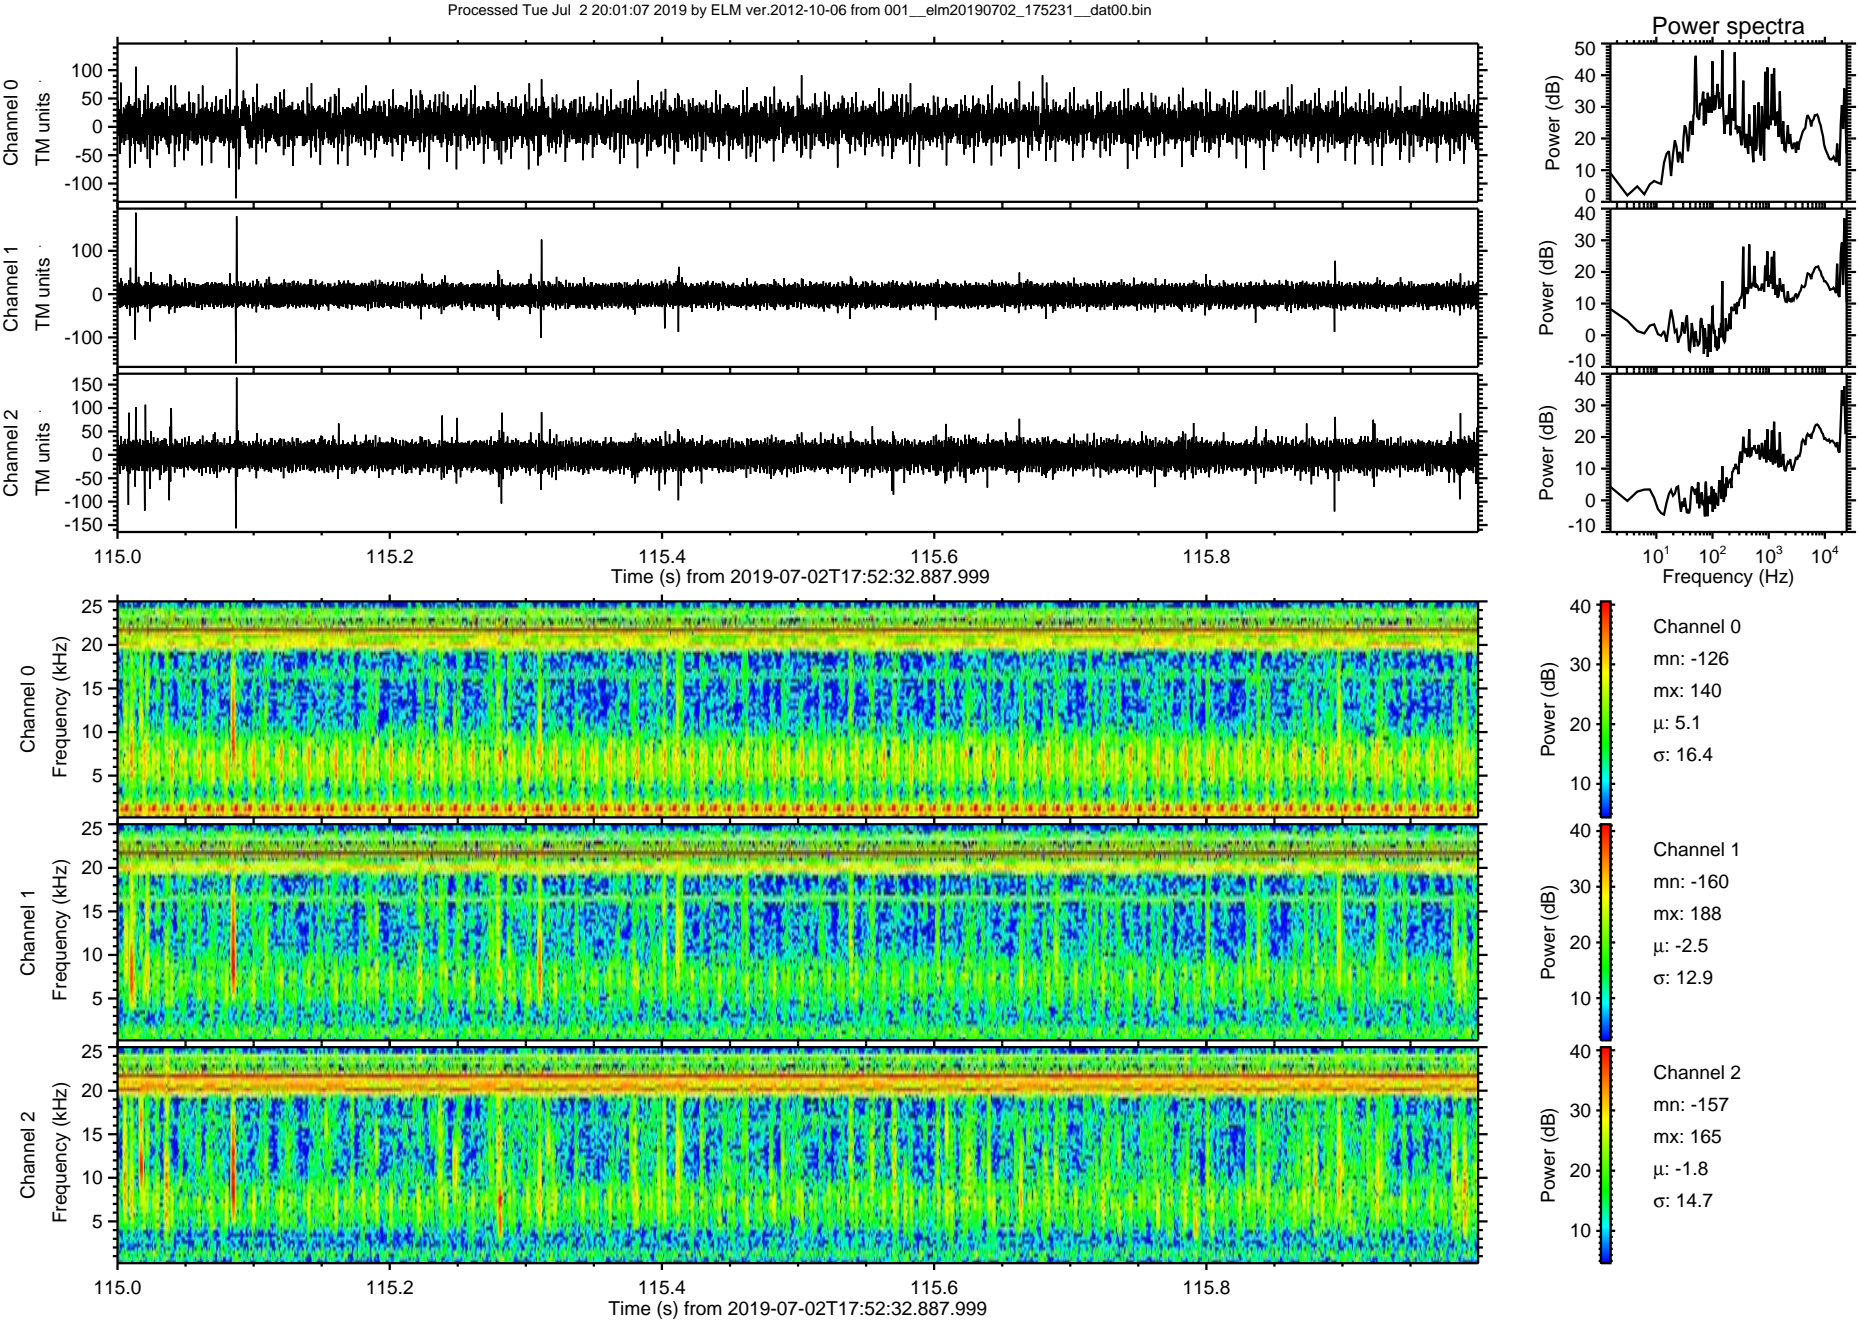 Processed Tue Jul  2 20:01:07 2019 by ELM ver.2012-10-06 from 001__elm20190702_175231__dat00.bin
Power spectra
Channel 0
TM units
100
50
0
-50
-100
Power (dB)
50
40
30
20
10
0
Channel 1
TM units
100
0
-100
Power (dB)
40
30
20
10
0
-10
Channel 2
TM units
150
100
50
0
-50
-100
-150
Power (dB)
40
30
20
10
0
-10
115.0 115.2 115.4 115.6 115.8
Time (s) from 2019-07-02T17:52:32.887.999
10^1 10^2 10^3 10^4
Frequency (Hz)
Channel 0
Frequency (kHz)
25
20
15
10
5
Power (dB)
40
30
20
10
Channel 0
mn: -126
mx: 140
μ: 5.1
σ: 16.4
Channel 1
Frequency (kHz)
25
20
15
10
5
Power (dB)
40
30
20
10
Channel 1
mn: -160
mx: 188
μ: -2.5
σ: 12.9
Channel 2
Frequency (kHz)
25
20
15
10
5
Power (dB)
40
30
20
10
Channel 2
mn: -157
mx: 165
μ: -1.8
σ: 14.7
115.0 115.2 115.4 115.6 115.8
Time (s) from 2019-07-02T17:52:32.887.999